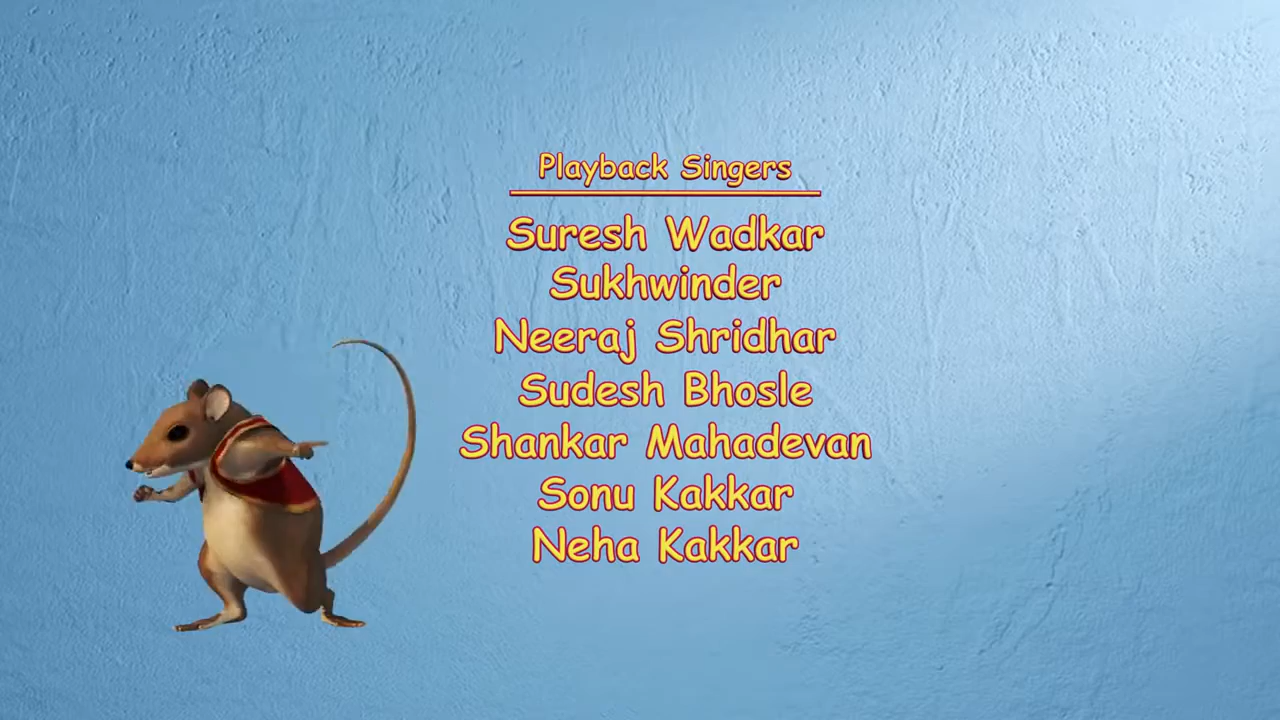 Playback Singers
Suresh Wadkar
Sukhwinder
Neeraj Shridhar
Sudesh Bhosle
Shankar Mahadevan
Sonu Kakkar
Neha Kakkar